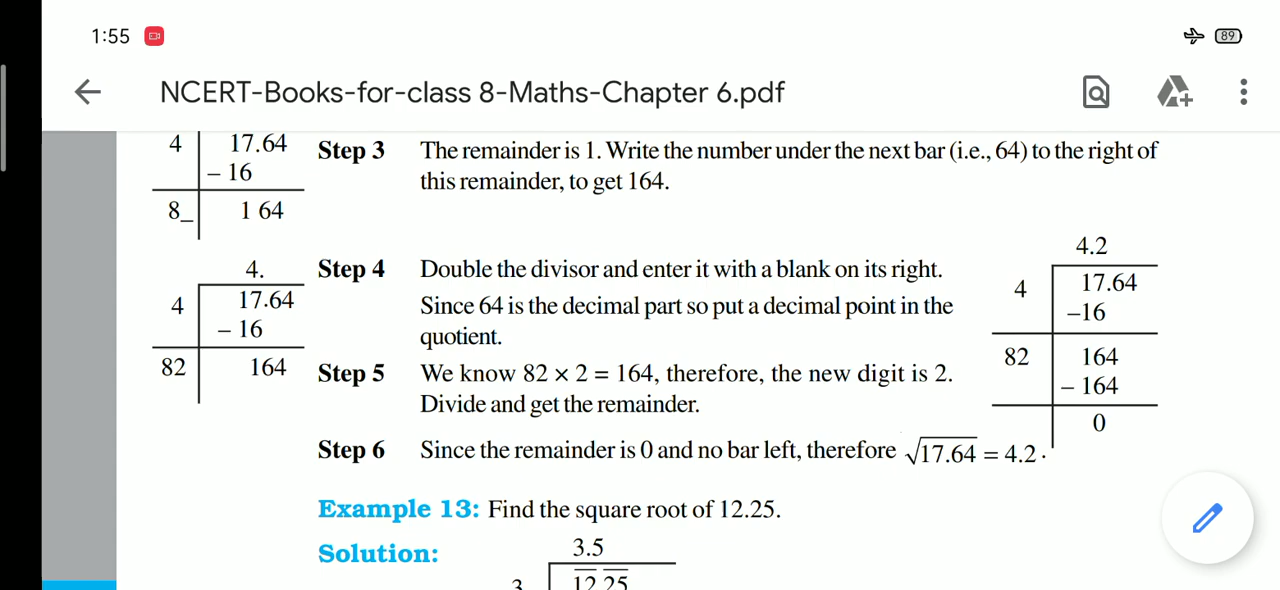 1:55
89
NCERT-Books-for-class 8-Maths-Chapter 6.pdf
4 17.64
– 16
8_ 1 64
Step 3 The remainder is 1. Write the number under the next bar (i.e., 64) to the right of
this remainder, to get 164.
4.
4 17.64
– 16
82 164
Step 4 Double the divisor and enter it with a blank on its right.
Since 64 is the decimal part so put a decimal point in the
quotient.
Step 5 We know 82 × 2 = 164, therefore, the new digit is 2.
Divide and get the remainder.
4.2
4 17.64
–16
82 164
– 164
0
Step 6 Since the remainder is 0 and no bar left, therefore √17.64 = 4.2.
Example 13: Find the square root of 12.25.
Solution:
3.5
3 12 25